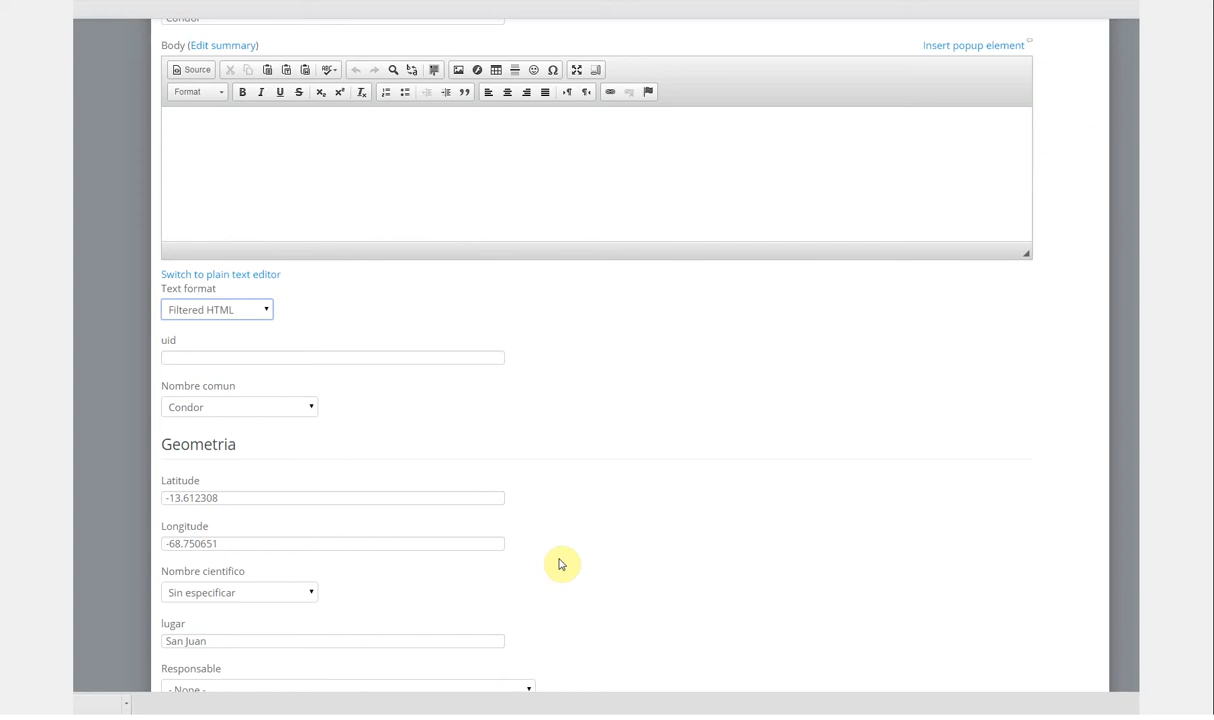 Condor
Body (Edit summary)
Insert popup element
Source
Format
Switch to plain text editor
Text format
Filtered HTML
uid
Nombre comun
Condor
Geometria
Latitude
-13.612308
Longitude
-68.750651
Nombre cientifico
Sin especificar
lugar
San Juan
Responsable
- None -